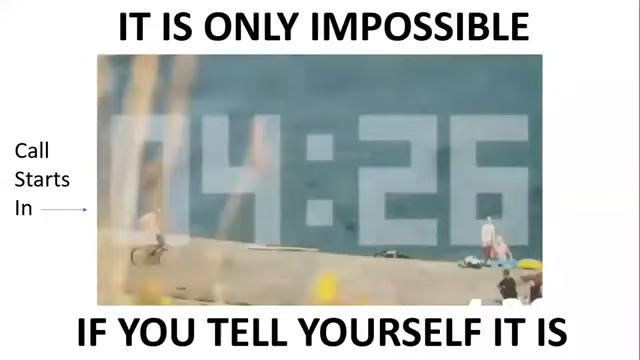 IT IS ONLY IMPOSSIBLE
04:26
Call
Starts
In
IF YOU TELL YOURSELF IT IS